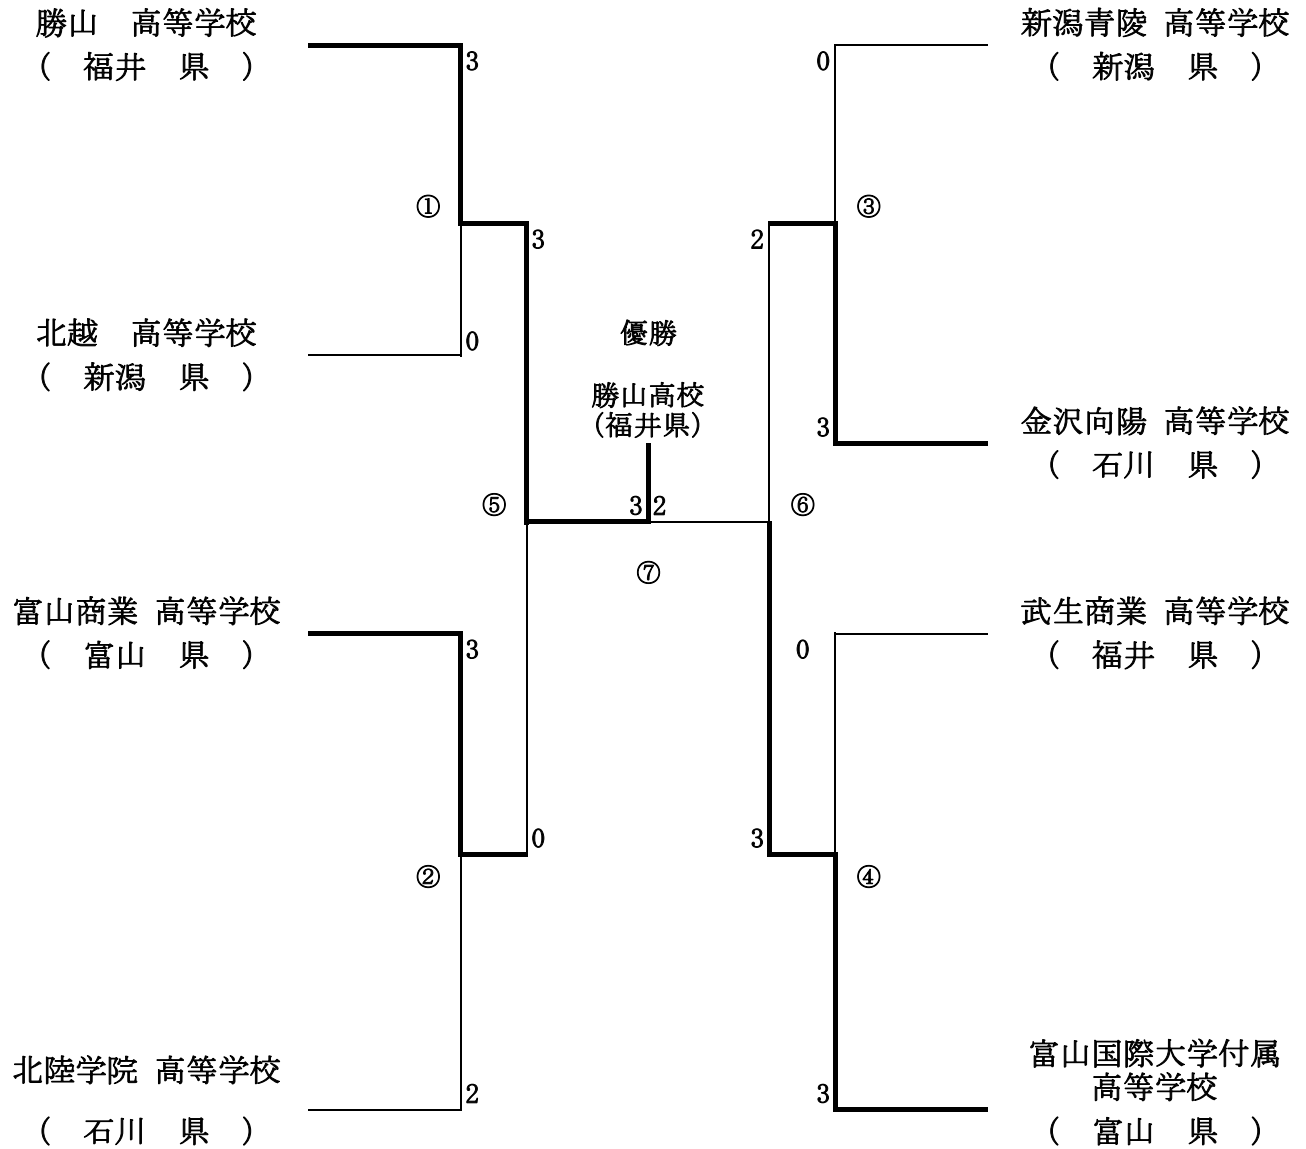 勝山　高等学校
（　福井　県　）
3
①
北越　高等学校
（　新潟　県　）
0
3
⑤
富山商業 高等学校
（　富山　県　）
3
②
0
北陸学院 高等学校
（　石川　県　）
2
優勝
勝山高校
（福井県）
3 2
⑦
新潟青陵 高等学校
（　新潟　県　）
0
③
2
金沢向陽 高等学校
（　石川　県　）
3
⑥
武生商業 高等学校
（　福井　県　）
0
④
3
富山国際大学付属
高等学校
（　富山　県　）
3